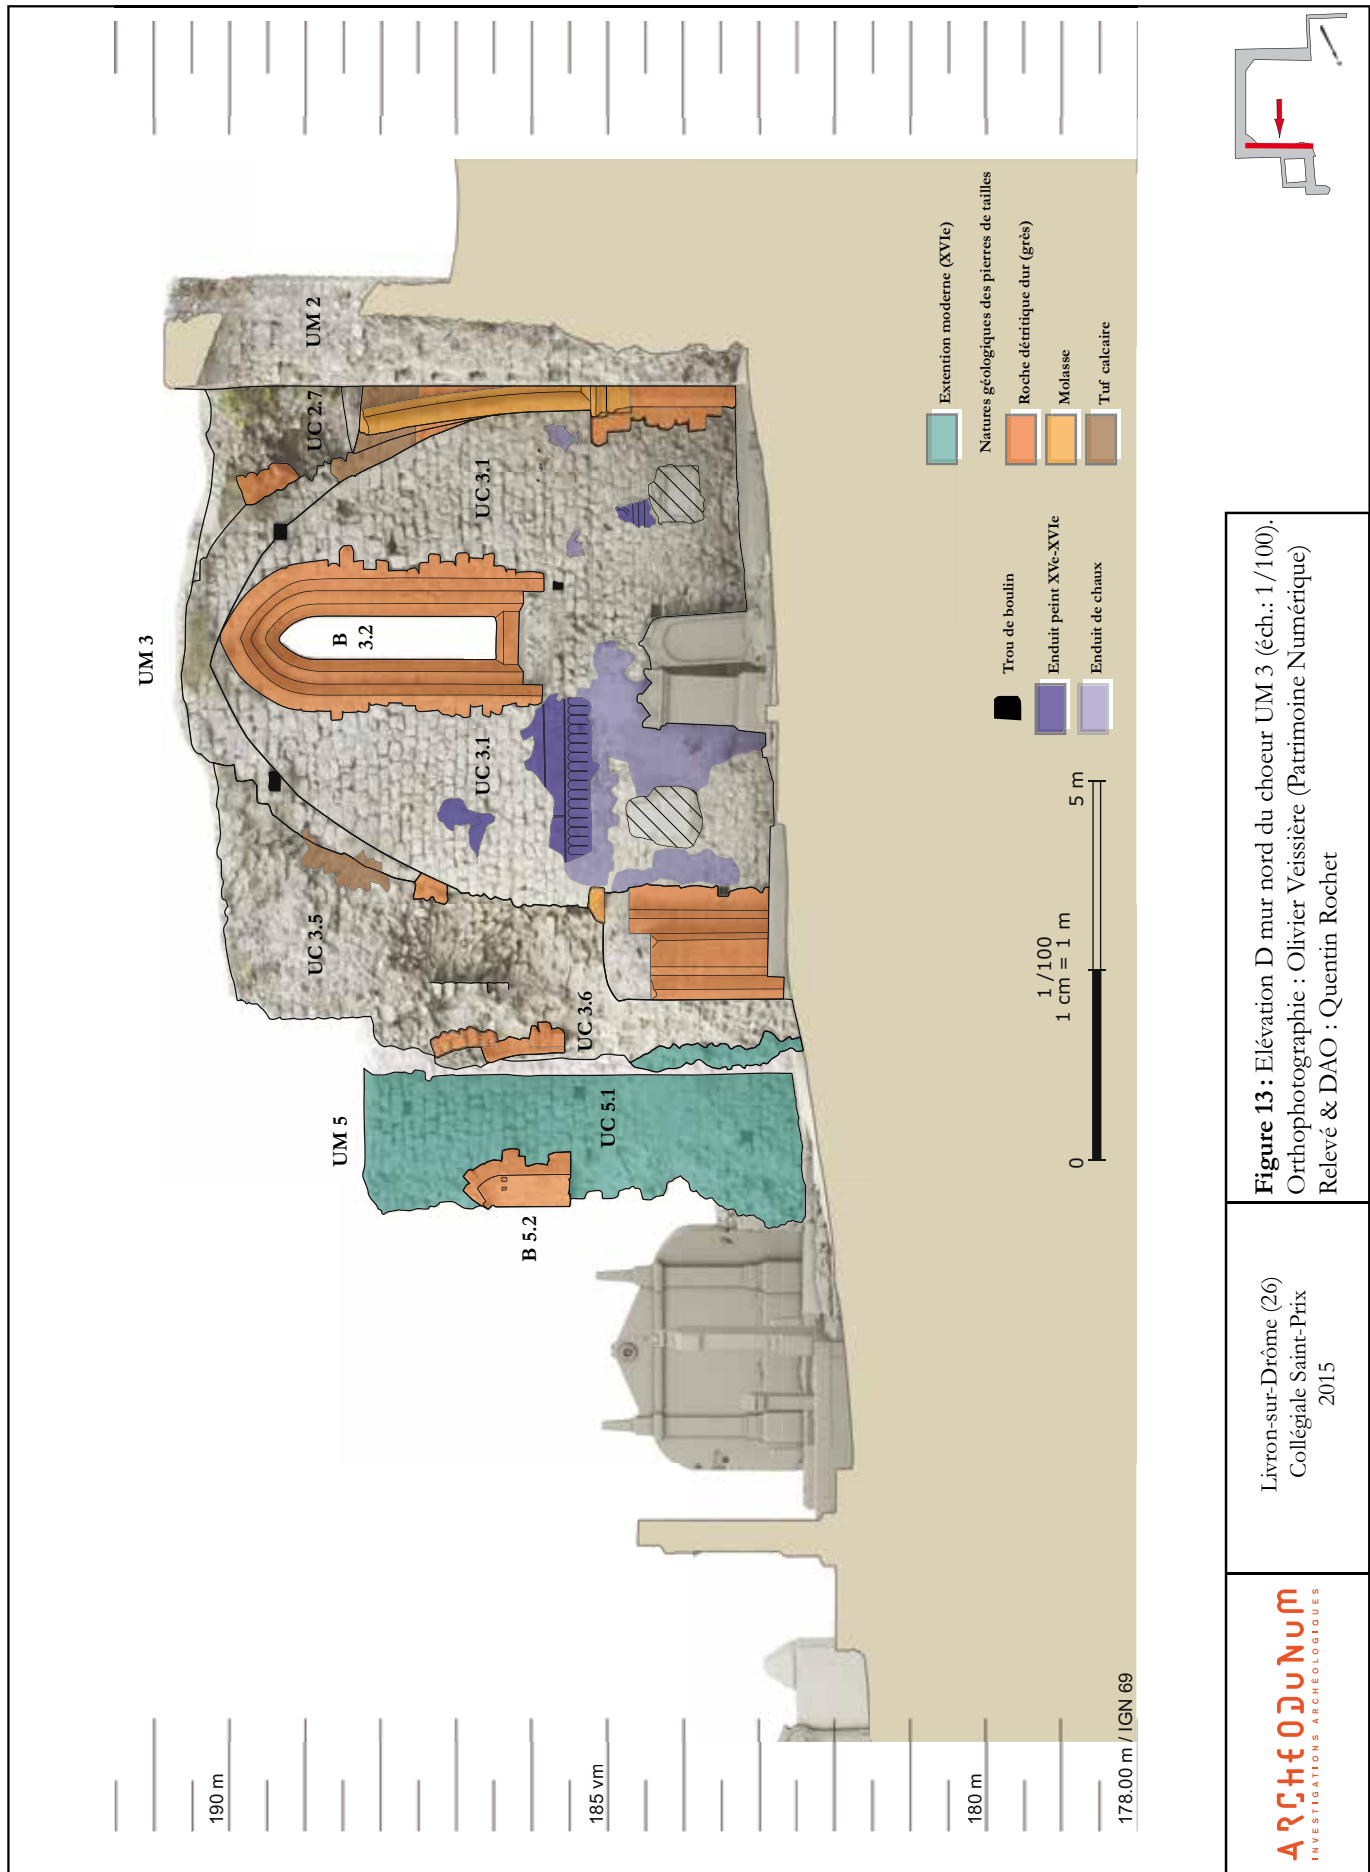 UM 3
UM 5
UM 2
UC 2.7
UC 3.5
UC 3.1
UC 3.1
B
3.2
UC 3.6
UC 5.1
B 5.2
190 m
185 vm
180 m
178.00 m / IGN 69
1 /100
1 cm = 1 m
0
5 m
Trou de boulin
Enduit peint XVe-XVIe
Enduit de chaux
Extention moderne (XVIe)
Natures géologiques des pierres de tailles
Roche détritique dur (grès)
Molasse
Tuf calcaire
ARCHEODUNUM
INVESTIGATIONS ARCHÉOLOGIQUES
Livron-sur-Drôme (26)
Collégiale Saint-Prix
2015
Figure 13 : Elévation D mur nord du choeur UM 3 (éch.: 1/100).
Orthophotographie : Olivier Veissière (Patrimoine Numérique)
Relevé & DAO : Quentin Rochet